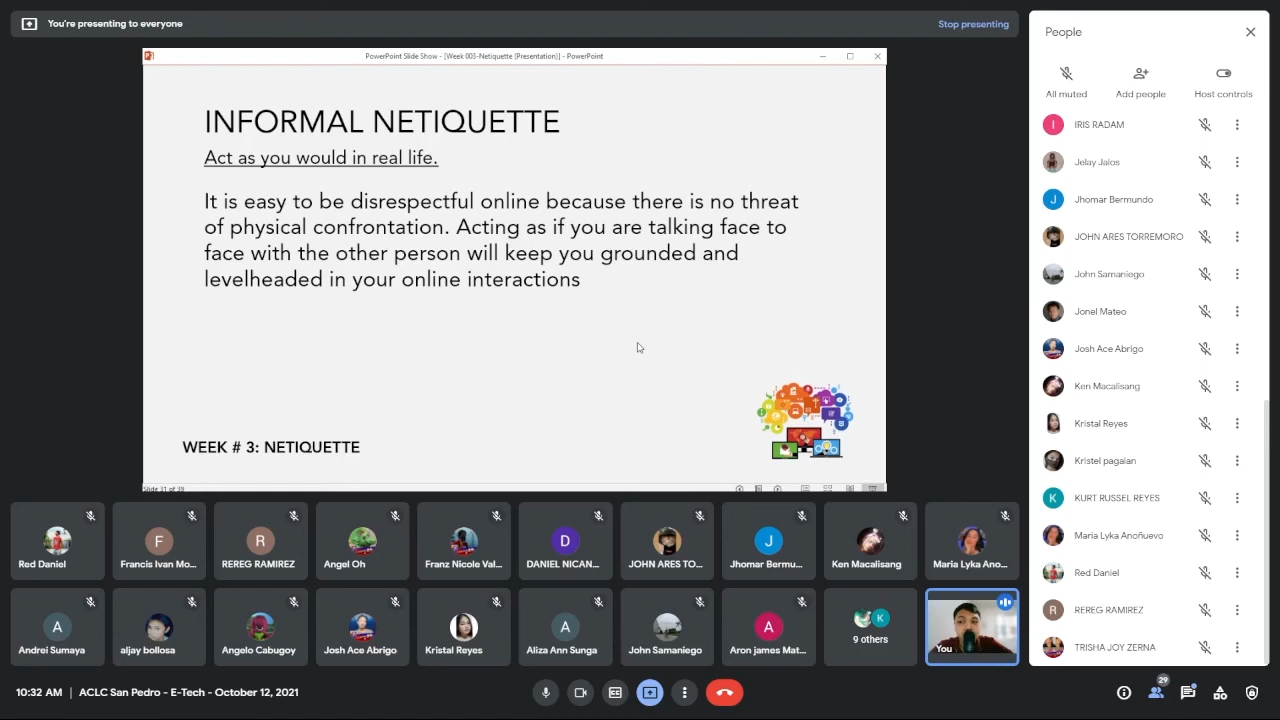 You're presenting to everyone
Stop presenting
PowerPoint Slide Show - [Week 003-Netiquette (Presentation)] - PowerPoint
INFORMAL NETIQUETTE
Act as you would in real life.
It is easy to be disrespectful online because there is no threat
of physical confrontation. Acting as if you are talking face to
face with the other person will keep you grounded and
levelheaded in your online interactions
WEEK # 3: NETIQUETTE
Slide 31 of 39
Red Daniel
F
Francis Ivan Mo...
R
REREG RAMIREZ
Angel Oh
Franz Nicole Val...
D
DANIEL NICAN...
JOHN ARES TO...
J
Jhomar Bermu...
Ken Macalisang
Maria Lyka Ano...
A
Andrei Sumaya
aljay bollosa
Angelo Cabugoy
Josh Ace Abrigo
Kristal Reyes
A
Aliza Ann Sunga
John Samaniego
A
Aron james Mat...
K
9 others
You
10:32 AM | ACLC San Pedro - E-Tech - October 12, 2021
People
All muted
Add people
Host controls
I
IRIS RADAM
Jelay Jalos
J
Jhomar Bermundo
JOHN ARES TORREMORO
John Samaniego
Jonel Mateo
Josh Ace Abrigo
Ken Macalisang
Kristal Reyes
Kristel pagalan
K
KURT RUSSEL REYES
Maria Lyka Anoñuevo
Red Daniel
R
REREG RAMIREZ
TRISHA JOY ZERNA
29